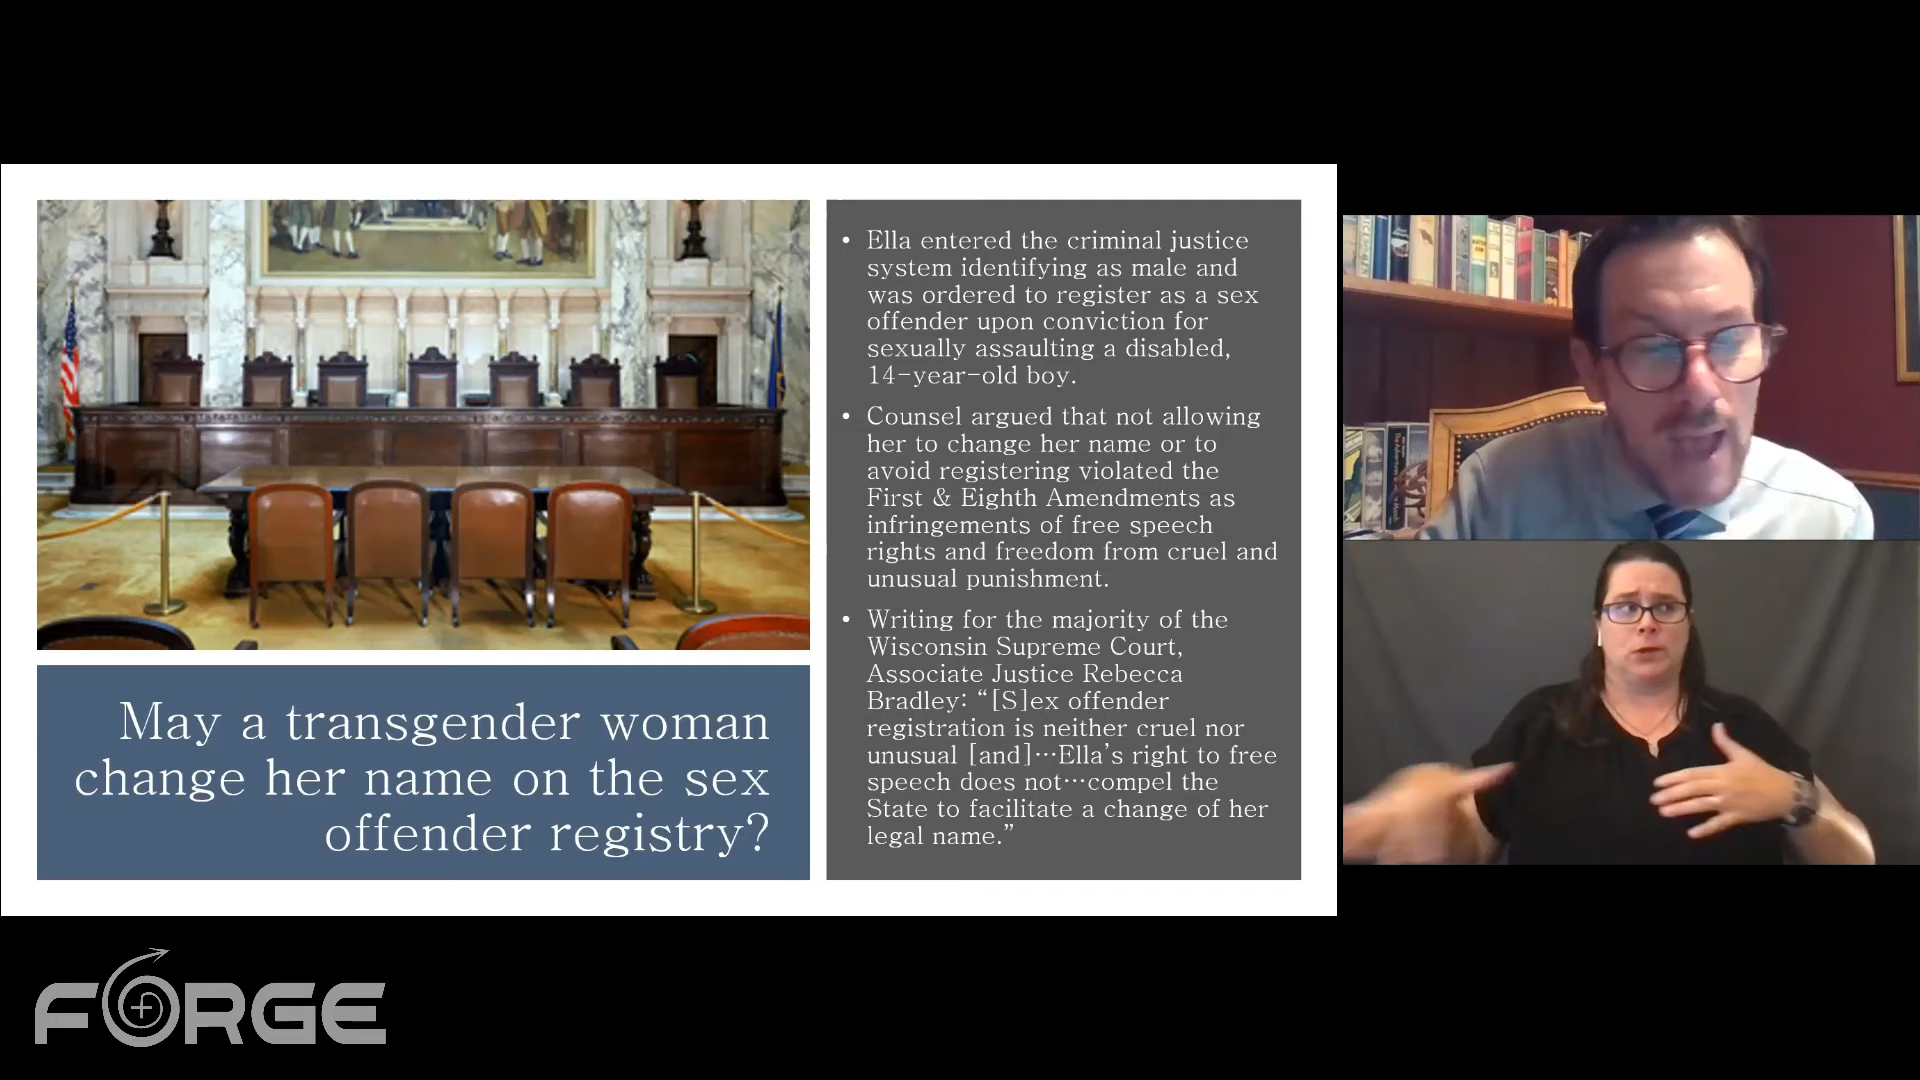 • Ella entered the criminal justice
system identifying as male and
was ordered to register as a sex
offender upon conviction for
sexually assaulting a disabled,
14-year-old boy.
• Counsel argued that not allowing
her to change her name or to
avoid registering violated the
First & Eighth Amendments as
infringements of free speech
rights and freedom from cruel and
unusual punishment.
• Writing for the majority of the
Wisconsin Supreme Court,
Associate Justice Rebecca
Bradley: “[S]ex offender
registration is neither cruel nor
unusual [and]…Ella’s right to free
speech does not…compel the
State to facilitate a change of her
legal name.”
May a transgender woman
change her name on the sex
offender registry?
FORGE